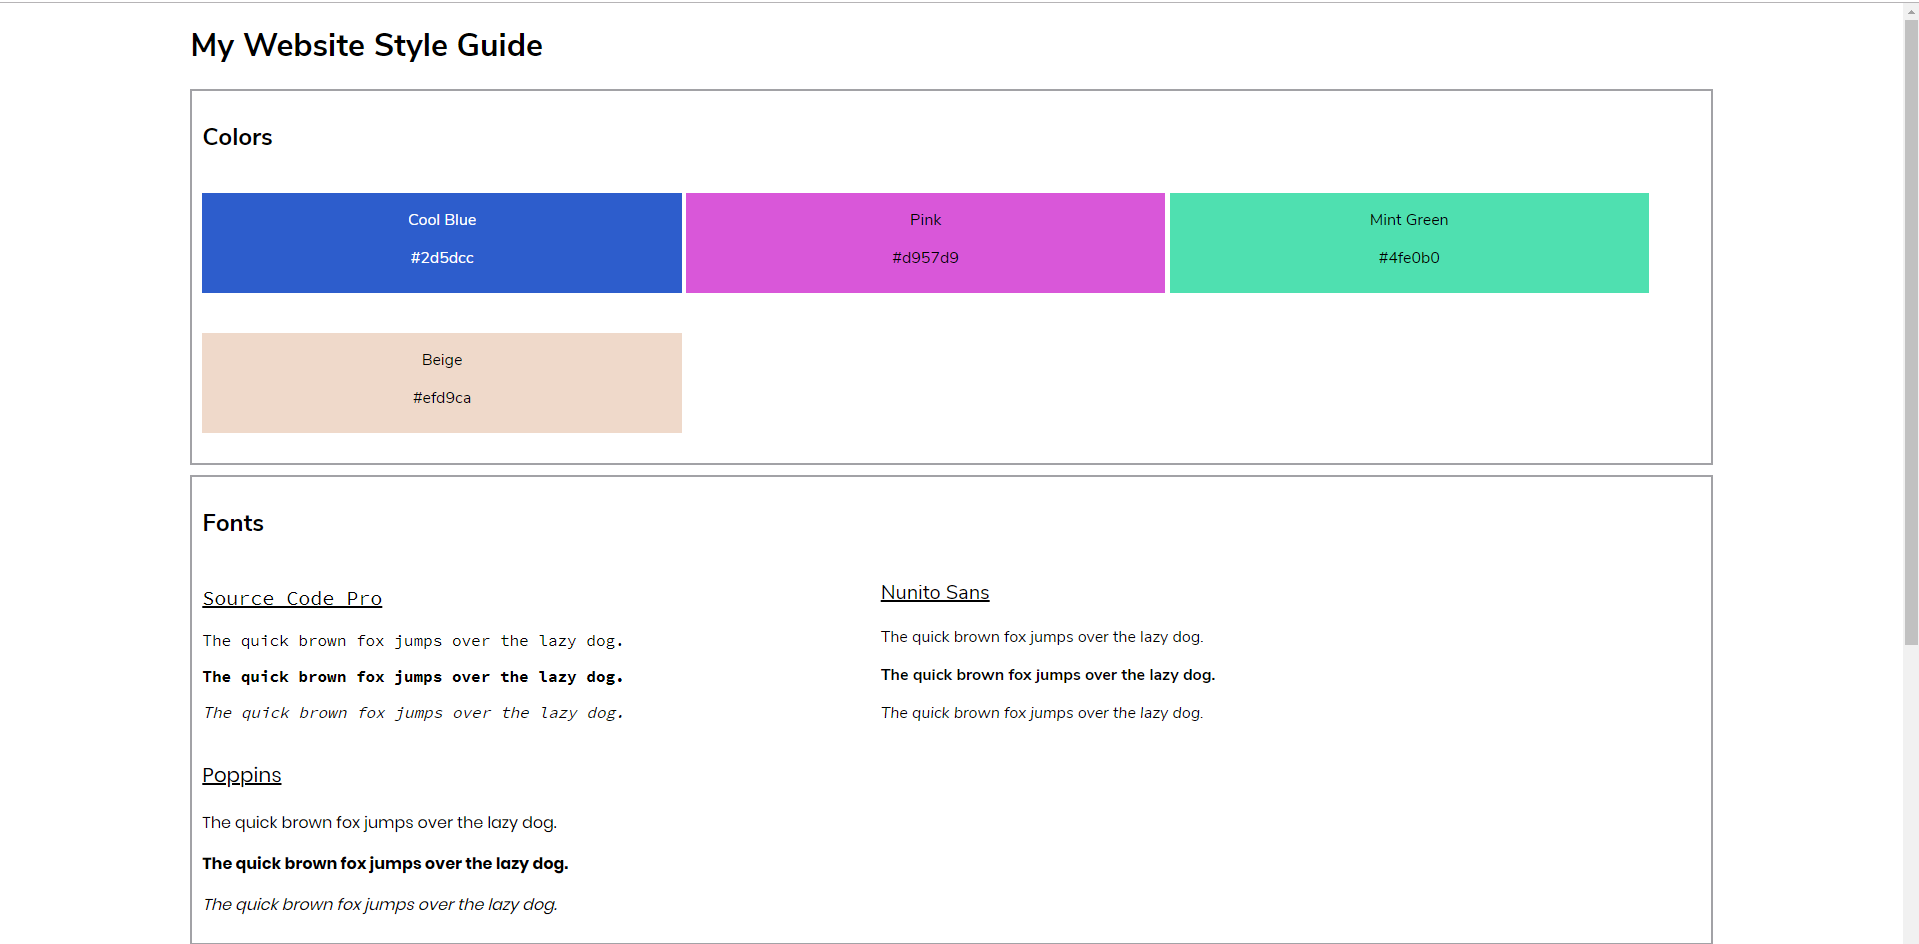 My Website Style Guide
Colors
Cool Blue
#2d5dcc
Pink
#d957d9
Mint Green
#4fe0b0
Beige
#efd9ca
Fonts
Source Code Pro
The quick brown fox jumps over the lazy dog.
The quick brown fox jumps over the lazy dog.
The quick brown fox jumps over the lazy dog.
Nunito Sans
The quick brown fox jumps over the lazy dog.
The quick brown fox jumps over the lazy dog.
The quick brown fox jumps over the lazy dog.
Poppins
The quick brown fox jumps over the lazy dog.
The quick brown fox jumps over the lazy dog.
The quick brown fox jumps over the lazy dog.